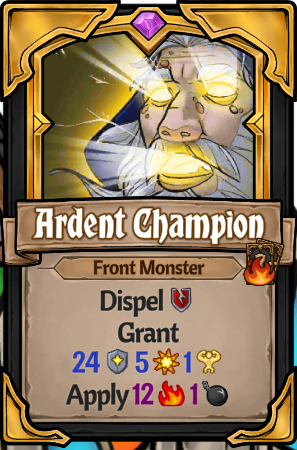 Ardent Champion
Front Monster
Dispel
Grant
24 5 1
Apply 12 1